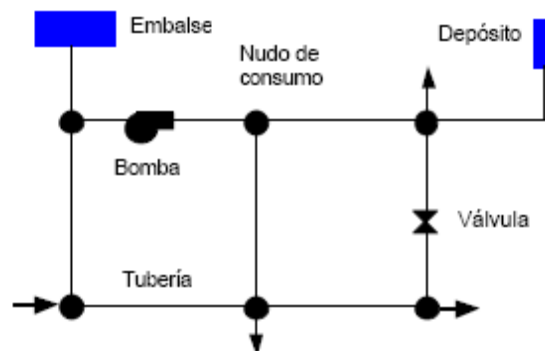 Embalse
Depósito
Nudo de
consumo
Bomba
Válvula
Tubería